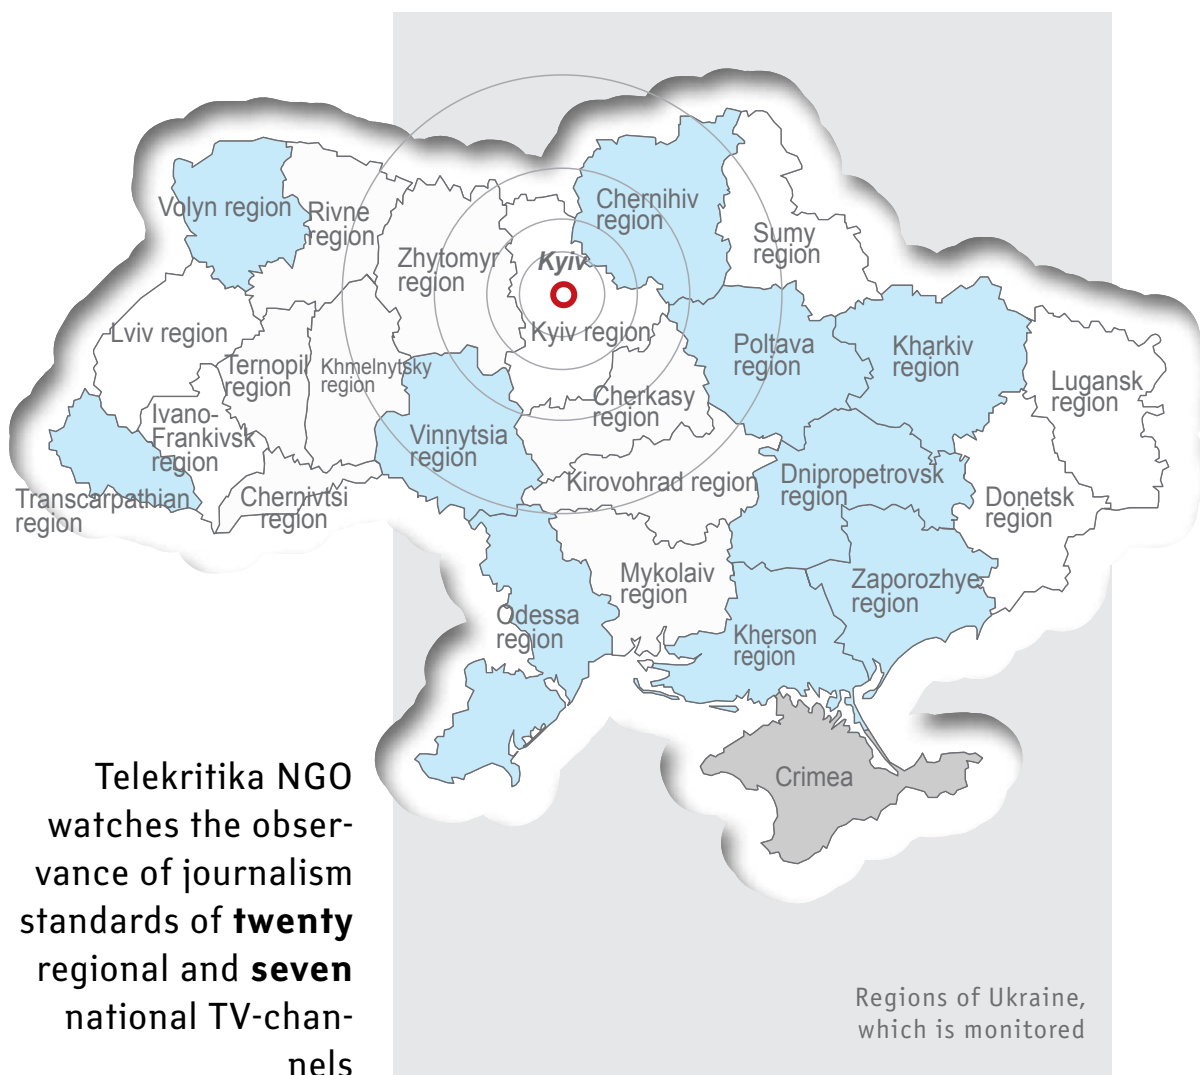 Volyn region
Rivne
region
Zhytomyr
region
Kyiv
Kyiv region
Chernihiv
region
Sumy
region
Lviv region
Ternopil
region
Khmelnytsky
region
Poltava
region
Kharkiv
region
Lugansk
region
Ivano-
Frankivsk
region
Vinnytsia
region
Cherkasy
region
Transcarpathian
region
Chernivtsi
region
Kirovohrad region
Dnipropetrovsk
region
Donetsk
region
Mykolaiv
region
Zaporozhye
region
Odessa
region
Kherson
region
Crimea
Telekritika NGO
watches the obser-
vance of journalism
standards of twenty
regional and seven
national TV-chan-
nels
Regions of Ukraine,
which is monitored